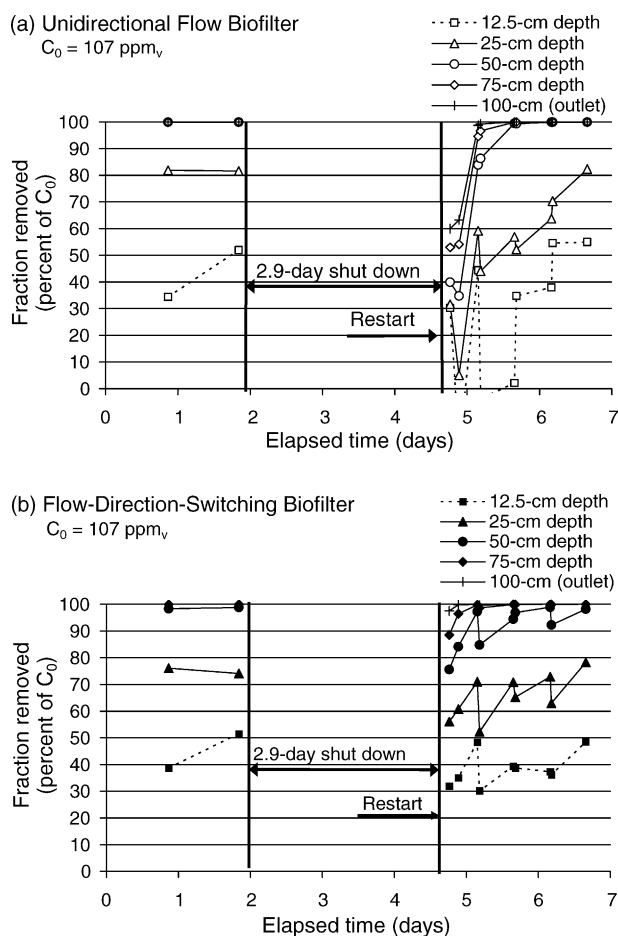 (a) Unidirectional Flow Biofilter
C0 = 107 ppmv
12.5-cm depth
25-cm depth
50-cm depth
75-cm depth
100-cm (outlet)
Fraction removed
(percent of C0)
100
90
80
70
60
50
40
30
20
10
0
2.9-day shut down
Restart
0 1 2 3 4 5 6 7
Elapsed time (days)
(b) Flow-Direction-Switching Biofilter
C0 = 107 ppmv
12.5-cm depth
25-cm depth
50-cm depth
75-cm depth
100-cm (outlet)
Fraction removed
(percent of C0)
100
90
80
70
60
50
40
30
20
10
0
2.9-day shut down
Restart
0 1 2 3 4 5 6 7
Elapsed time (days)